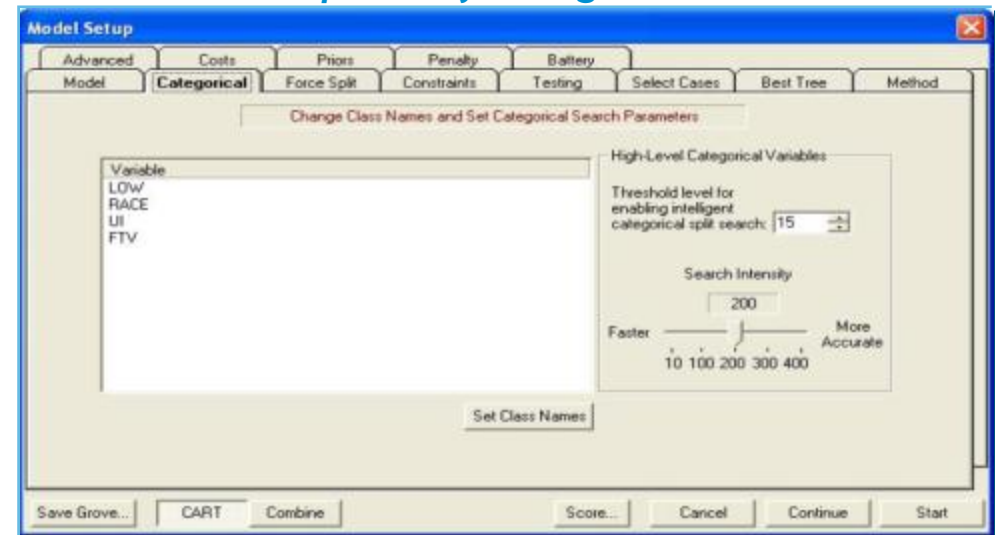 Model Setup
Advanced Costs Priors Penalty Battery
Model Categorical Force Split Constraints Testing Select Cases Best Tree Method
Change Class Names and Set Categorical Search Parameters
Variable
LOW
RACE
UI
FTV
High-Level Categorical Variables
Threshold level for
enabling intelligent
categorical split search: 15
Search Intensity
200
Faster
More
Accurate
10 100 200 300 400
Set Class Names
Save Grove... CART Combine Score... Cancel Continue Start